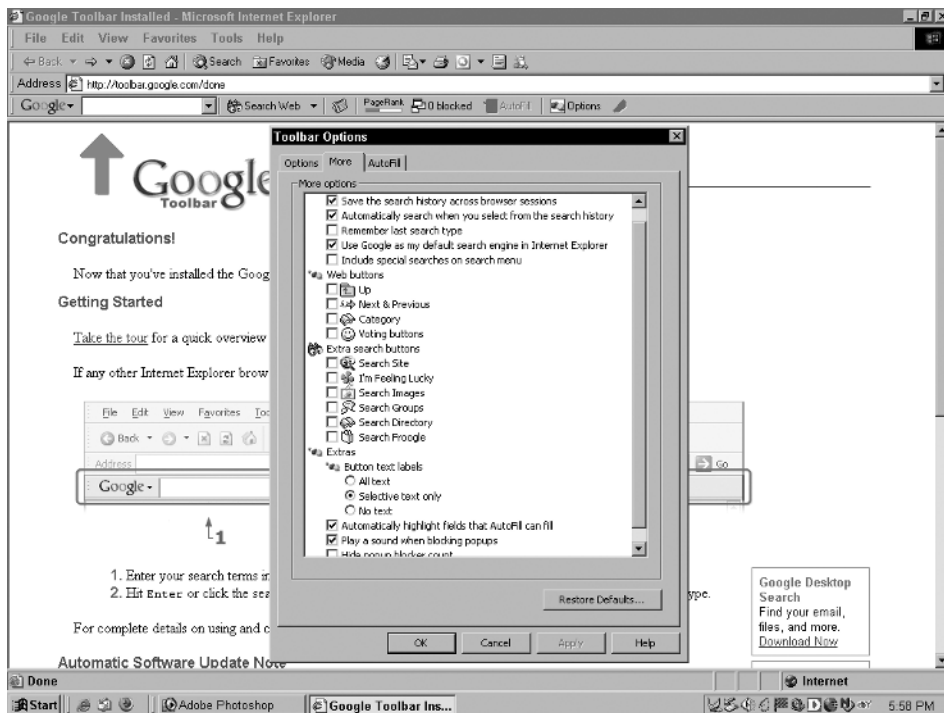 Google Toolbar Installed - Microsoft Internet Explorer
File Edit View Favorites Tools Help
Back Search Favorites Media
Address http://toolbar.google.com/done
Google Search Web PageRank 0 blocked AutoFill Options
Toolbar Options
Options More AutoFill
More options
Save the search history across browser sessions
Automatically search when you select from the search history
Remember last search type
Use Google as my default search engine in Internet Explorer
Include special searches on search menu
Web buttons
Up
Next & Previous
Category
Voting buttons
Extra search buttons
Search Site
I'm Feeling Lucky
Search Images
Search Groups
Search Directory
Search Froogle
Extras
Button text labels
All text
Selective text only
No text
Automatically highlight fields that AutoFill can fill
Play a sound when blocking popups
Hide popup blocker count
Restore Defaults...
OK Cancel Apply Help
Google
Toolbar
Congratulations!
Now that you've installed the Goog
Getting Started
Take the tour for a quick overview
If any other Internet Explorer brow
File Edit View Favorites Too
Back
Address Go
Google
1
1. Enter your search terms in
2. Hit Enter or click the sea ype.
For complete details on using and c
Automatic Software Update Note
Google Desktop
Search
Find your email,
files, and more.
Download Now
Done Internet
Start Adobe Photoshop Google Toolbar Ins... 5:58 PM